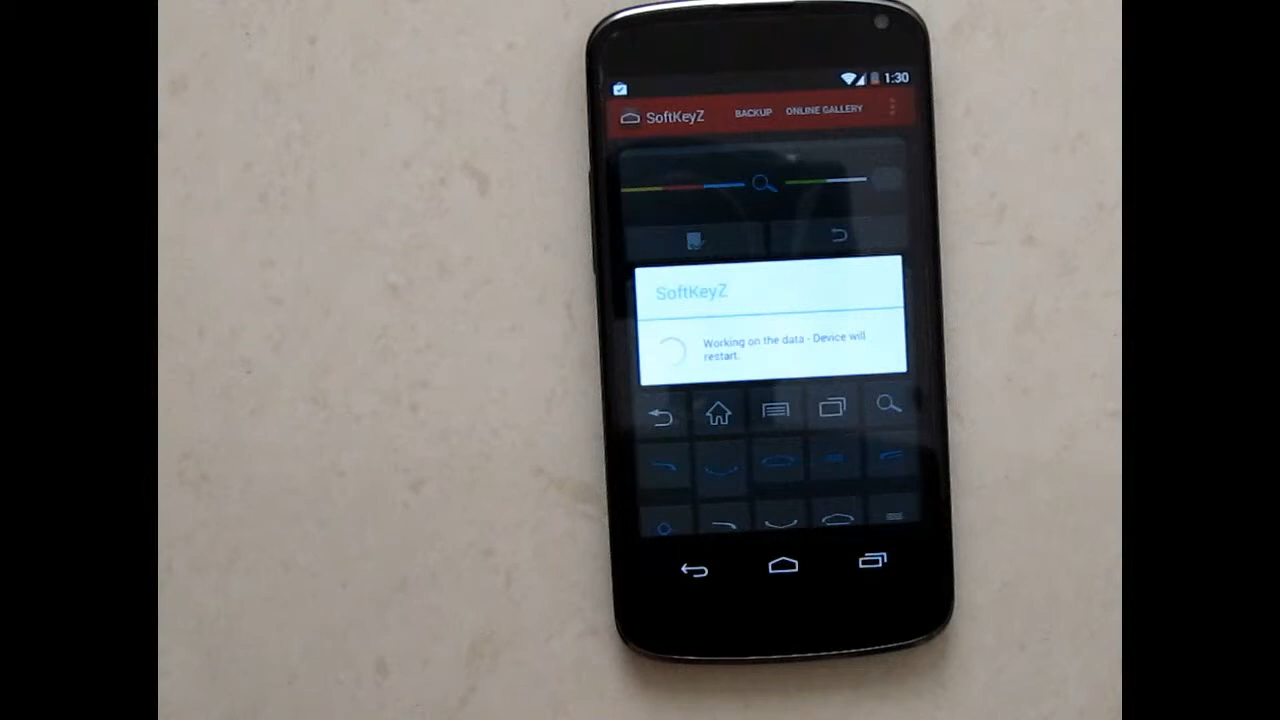 1:30
SoftKeyZ BACKUP ONLINE GALLERY
SoftKeyZ
Working on the data - Device will
restart.